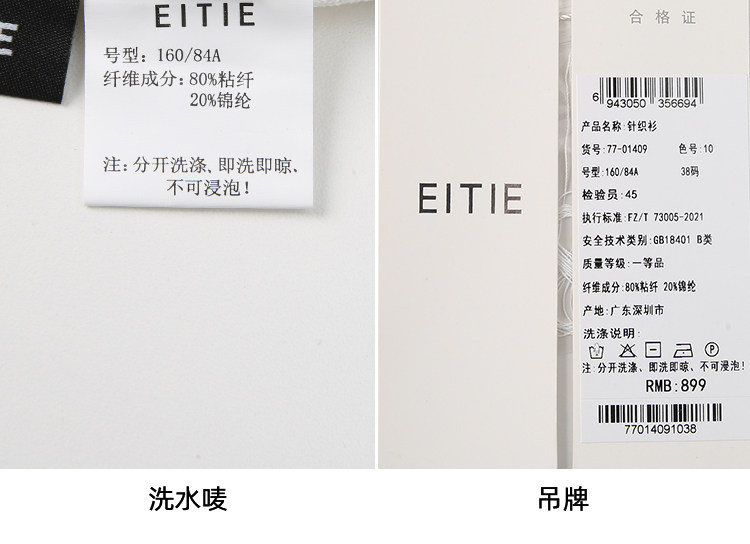 E
EITIE
号型: 160/84A
纤维成分: 80%粘纤
20%锦纶
注: 分开洗涤、即洗即晾、
不可浸泡!
洗水唛
EITIE
合格证
6 943050 356694
产品名称: 针织衫
货号: 77-01409 色号: 10
号型: 160/84A 38码
检验员: 45
执行标准: FZ/T 73005-2021
安全技术类别: GB18401 B类
质量等级: 一等品
纤维成分: 80%粘纤 20%锦纶
产地: 广东深圳市
洗涤说明:
P
注: 分开洗涤、即洗即晾、不可浸泡!
RMB: 899
77014091038
吊牌